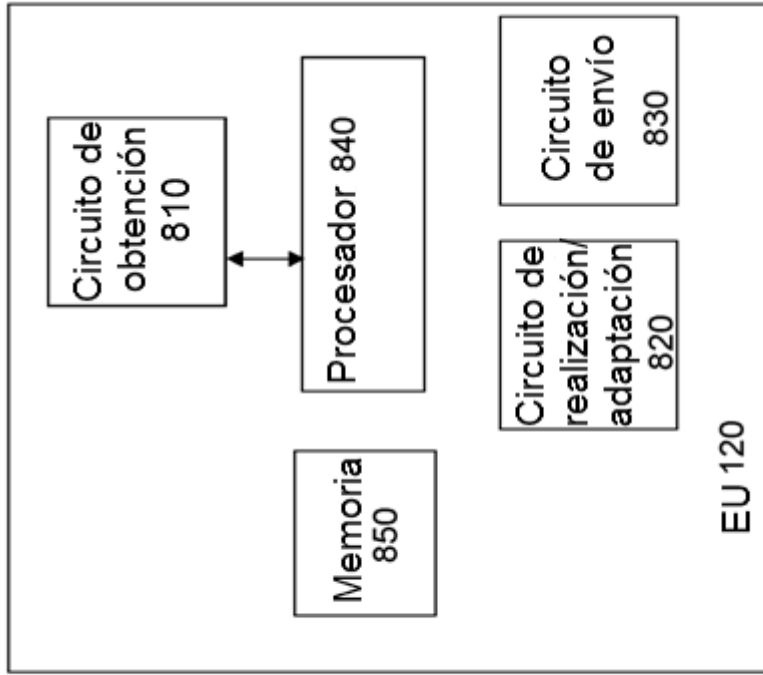 Circuito de
obtención
810
Procesador 840
Memoria
850
Circuito de
realización/
adaptación
820
Circuito
de envío
830
EU 120